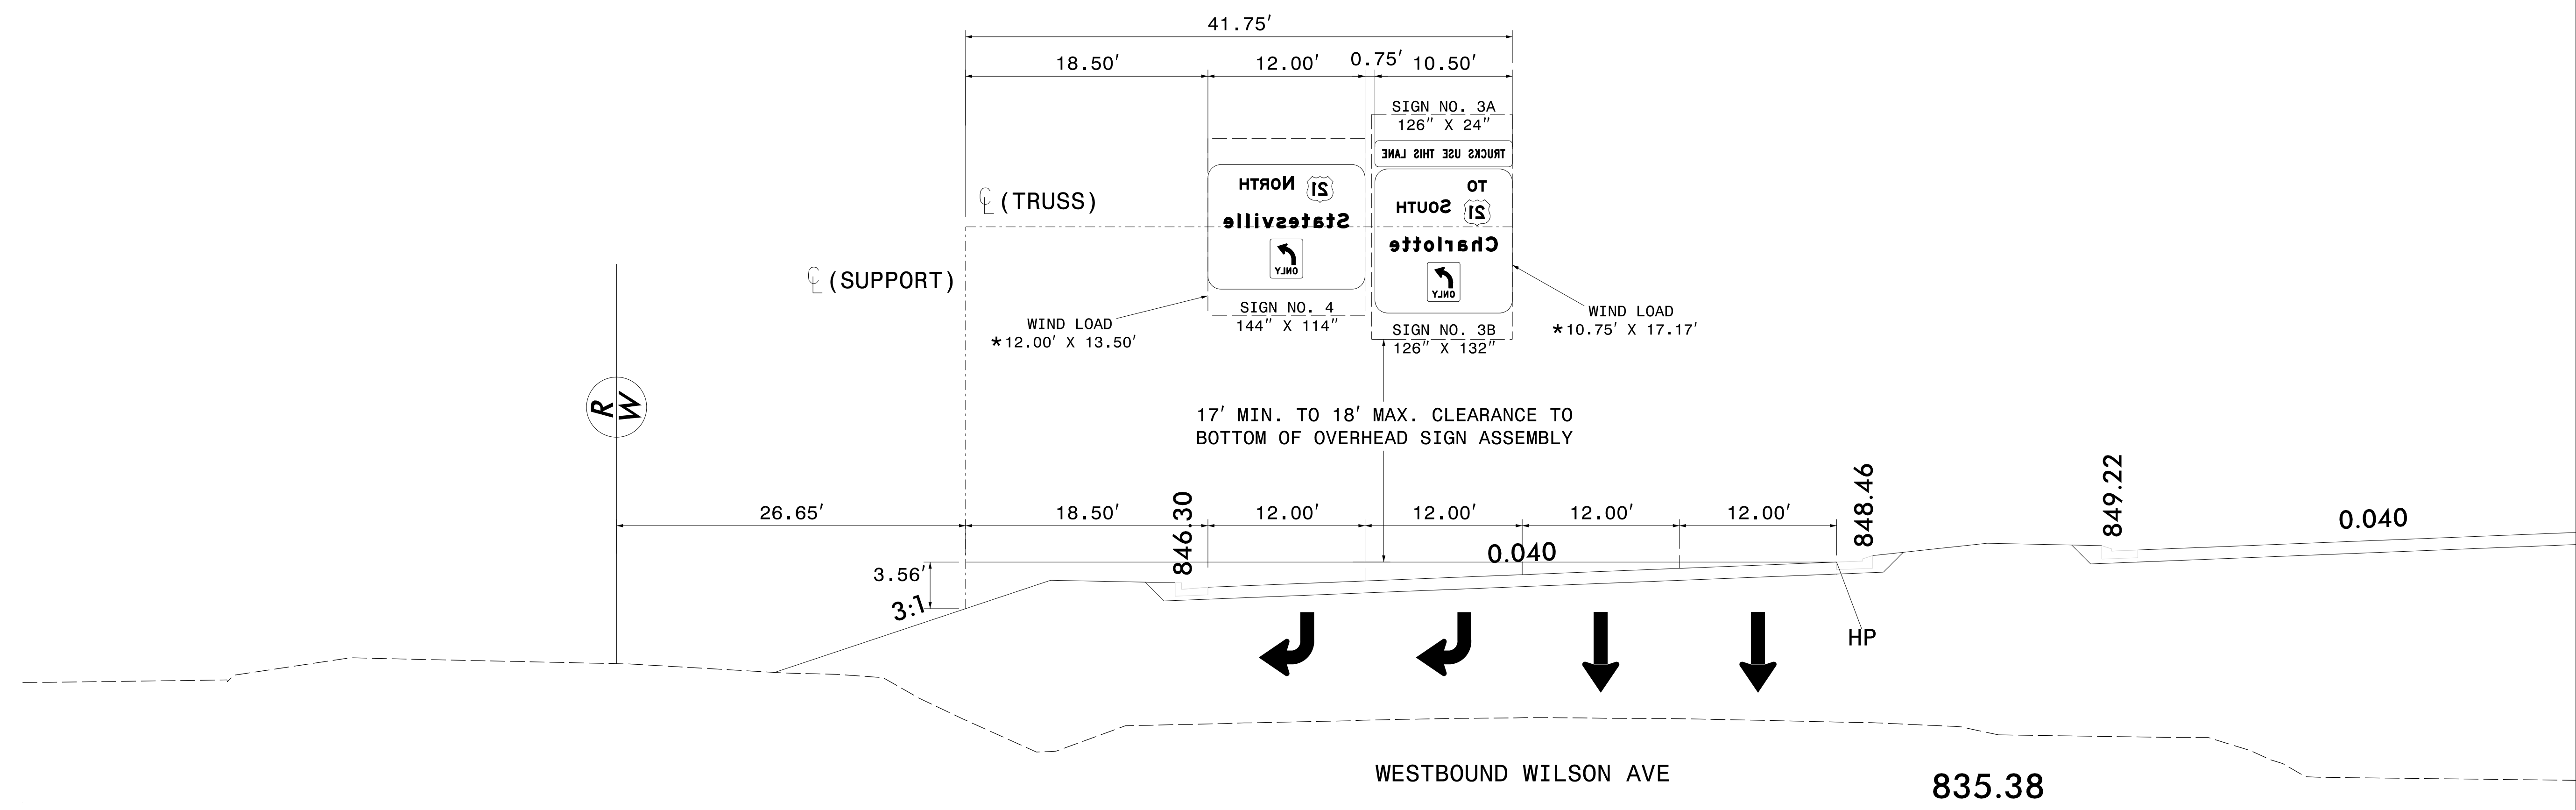 41.75′
18.50′ 12.00′ 0.75′ 10.50′
SIGN NO. 3A
126″ X 24″
TRUCKS USE THIS LANE
NORTH 21
Statesville
ONLY
TO
SOUTH 21
Charlotte
ONLY
℄ (TRUSS)
℄ (SUPPORT)
SIGN NO. 4
144″ X 114″
WIND LOAD
*12.00′ X 13.50′
SIGN NO. 3B
126″ X 132″
WIND LOAD
*10.75′ X 17.17′
R
W
17′ MIN. TO 18′ MAX. CLEARANCE TO
BOTTOM OF OVERHEAD SIGN ASSEMBLY
26.65′ 18.50′ 12.00′ 12.00′ 12.00′ 12.00′
846.30
848.46
849.22
0.040
0.040
3.56′
3:1
HP
WESTBOUND WILSON AVE
835.38